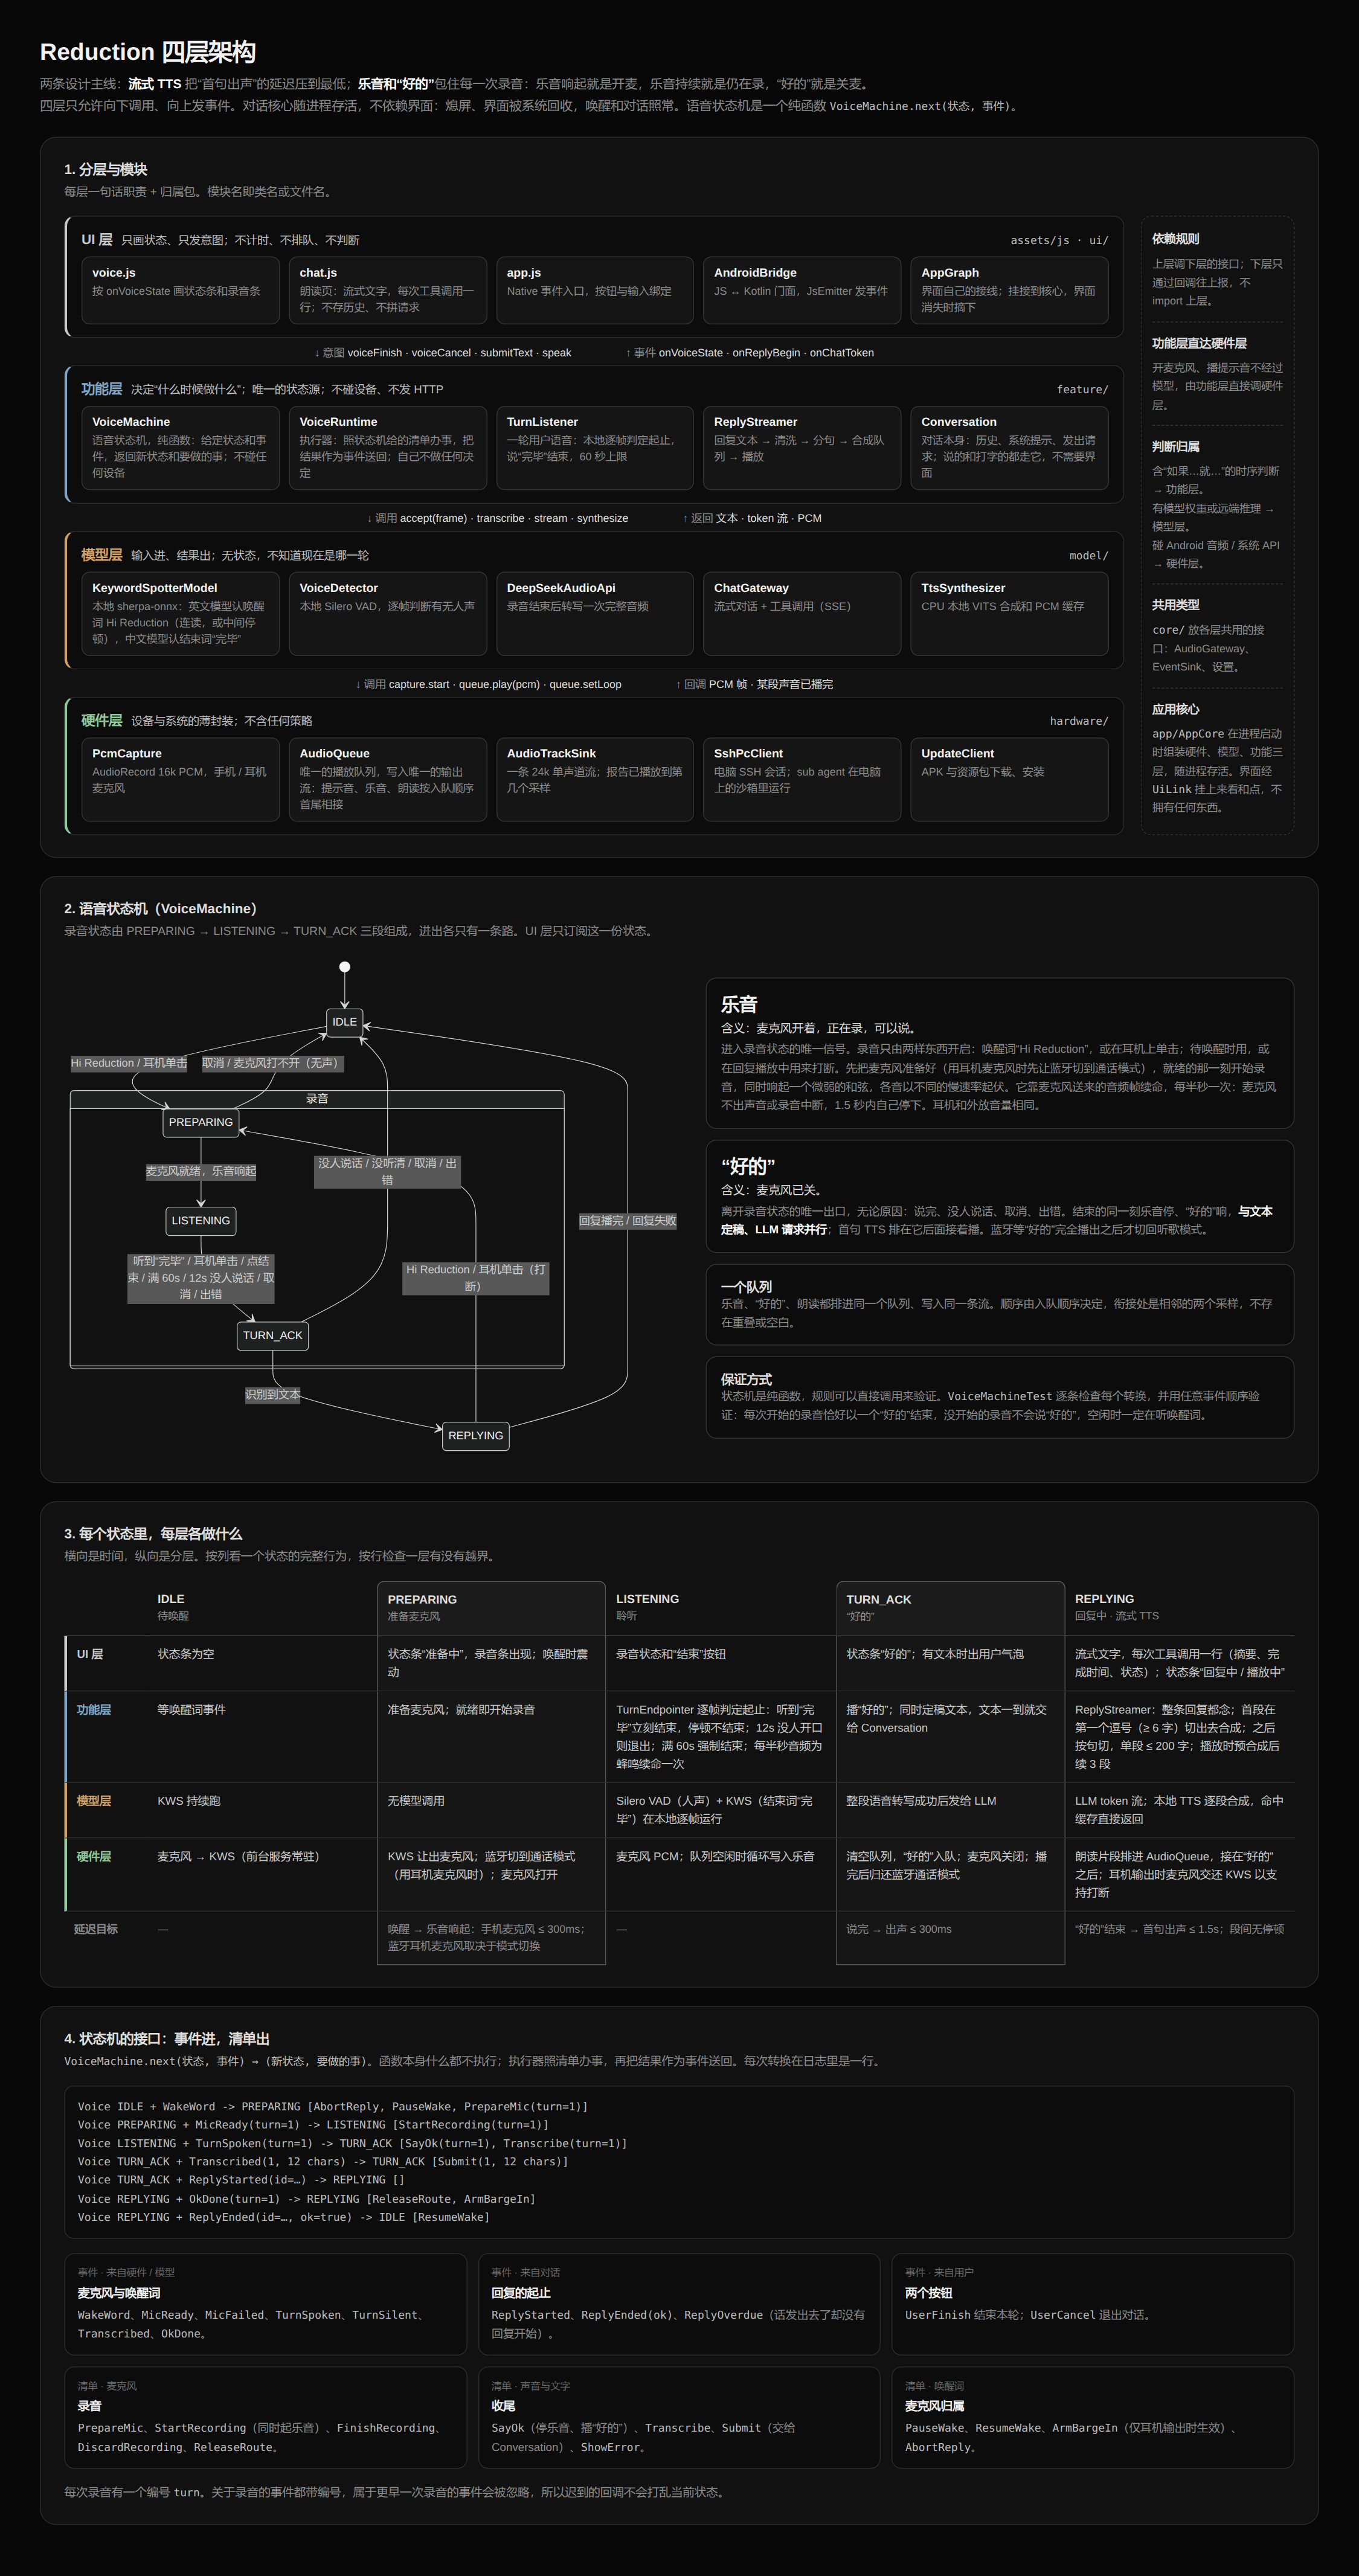 Reduction 四层架构
两条设计主线：流式 TTS 把“首句出声”的延迟压到最低；乐音和“好的”包住每一次录音：乐音响起就是开麦，乐音持续就是仍在录，“好的”就是关麦。
四层只允许向下调用、向上发事件。对话核心随进程存活，不依赖界面：熄屏、界面被系统回收，唤醒和对话照常。语音状态机是一个纯函数 VoiceMachine.next(状态, 事件)。
1. 分层与模块
每层一句话职责 + 归属包。模块名即类名或文件名。
UI 层 只画状态、只发意图；不计时、不排队、不判断
assets/js · ui/
voice.js
按 onVoiceState 画状态条和录音条
chat.js
朗读页：流式文字，每次工具调用一
行；不存历史、不拼请求
app.js
Native 事件入口，按钮与输入绑定
AndroidBridge
JS ↔ Kotlin 门面，JsEmitter 发事件
AppGraph
界面自己的接线；挂接到核心，界面
消失时摘下
↓ 意图 voiceFinish · voiceCancel · submitText · speak
↑ 事件 onVoiceState · onReplyBegin · onChatToken
功能层 决定“什么时候做什么”；唯一的状态源；不碰设备、不发 HTTP
feature/
VoiceMachine
语音状态机，纯函数：给定状态和事
件，返回新状态和要做的事；不碰任
何设备
VoiceRuntime
执行器：照状态机给的清单办事，把
结果作为事件送回；自己不做任何决
定
TurnListener
一轮用户语音：本地逐帧判定起止，
说“完毕”结束，60 秒上限
ReplyStreamer
回复文本 → 清洗 → 分句 → 合成队
列 → 播放
Conversation
对话本身：历史、系统提示、发出请
求；说的和打字的都走它，不需要界
面
↓ 调用 accept(frame) · transcribe · stream · synthesize
↑ 返回 文本 · token 流 · PCM
模型层 输入进、结果出；无状态，不知道现在是哪一轮
model/
KeywordSpotterModel
本地 sherpa-onnx：英文模型认唤醒
词 Hi Reduction（连读，或中间停
顿），中文模型认结束词“完毕”
VoiceDetector
本地 Silero VAD，逐帧判断有无人声
DeepSeekAudioApi
录音结束后转写一次完整音频
ChatGateway
流式对话 + 工具调用（SSE）
TtsSynthesizer
CPU 本地 VITS 合成和 PCM 缓存
↓ 调用 capture.start · queue.play(pcm) · queue.setLoop
↑ 回调 PCM 帧 · 某段声音已播完
硬件层 设备与系统的薄封装；不含任何策略
hardware/
PcmCapture
AudioRecord 16k PCM，手机 / 耳机
麦克风
AudioQueue
唯一的播放队列，写入唯一的输出
流：提示音、乐音、朗读按入队顺序
首尾相接
AudioTrackSink
一条 24k 单声道流；报告已播放到第
几个采样
SshPcClient
电脑 SSH 会话；sub agent 在电脑
上的沙箱里运行
UpdateClient
APK 与资源包下载、安装
依赖规则
上层调下层的接口；下层只
通过回调往上报，不
import 上层。
功能层直达硬件层
开麦克风、播提示音不经过
模型，由功能层直接调硬件
层。
判断归属
含“如果…就…”的时序判断
→ 功能层。
有模型权重或远端推理 →
模型层。
碰 Android 音频 / 系统 API
→ 硬件层。
共用类型
core/ 放各层共用的接
口：AudioGateway、
EventSink、设置。
应用核心
app/AppCore 在进程启动
时组装硬件、模型、功能三
层，随进程存活。界面经
UiLink 挂上来看和点，不
拥有任何东西。
2. 语音状态机（VoiceMachine）
录音状态由 PREPARING → LISTENING → TURN_ACK 三段组成，进出各只有一条路。UI 层只订阅这一份状态。
IDLE
Hi Reduction / 耳机单击
取消 / 麦克风打不开（无声）
录音
PREPARING
麦克风就绪，乐音响起
没人说话 / 没听清 / 取消 / 出
错
LISTENING
回复播完 / 回复失败
听到“完毕” / 耳机单击 / 点结
束 / 满 60s / 12s 没人说话 / 取
消 / 出错
Hi Reduction / 耳机单击（打
断）
TURN_ACK
识别到文本
REPLYING
乐音
含义：麦克风开着，正在录，可以说。
进入录音状态的唯一信号。录音只由两样东西开启：唤醒词“Hi Reduction”，或在耳机上单击；待唤醒时用，或
在回复播放中用来打断。先把麦克风准备好（用耳机麦克风时先让蓝牙切到通话模式），就绪的那一刻开始录
音，同时响起一个微弱的和弦，各音以不同的慢速率起伏。它靠麦克风送来的音频帧续命，每半秒一次：麦克风
不出声音或录音中断，1.5 秒内自己停下。耳机和外放音量相同。
“好的”
含义：麦克风已关。
离开录音状态的唯一出口，无论原因：说完、没人说话、取消、出错。结束的同一刻乐音停、“好的”响，与文本
定稿、LLM 请求并行；首句 TTS 排在它后面接着播。蓝牙等“好的”完全播出之后才切回听歌模式。
一个队列
乐音、“好的”、朗读都排进同一个队列、写入同一条流。顺序由入队顺序决定，衔接处是相邻的两个采样，不存
在重叠或空白。
保证方式
状态机是纯函数，规则可以直接调用来验证。VoiceMachineTest 逐条检查每个转换，并用任意事件顺序验
证：每次开始的录音恰好以一个“好的”结束，没开始的录音不会说“好的”，空闲时一定在听唤醒词。
3. 每个状态里，每层各做什么
横向是时间，纵向是分层。按列看一个状态的完整行为，按行检查一层有没有越界。
IDLE
待唤醒
PREPARING
准备麦克风
LISTENING
聆听
TURN_ACK
“好的”
REPLYING
回复中 · 流式 TTS
UI 层
状态条为空
状态条“准备中”，录音条出现；唤醒时震
动
录音状态和“结束”按钮
状态条“好的”；有文本时出用户气泡
流式文字，每次工具调用一行（摘要、完
成时间、状态）；状态条“回复中 / 播放中”
功能层
等唤醒词事件
准备麦克风；就绪即开始录音
TurnEndpointer 逐帧判定起止：听到“完
毕”立刻结束，停顿不结束；12s 没人开口
则退出；满 60s 强制结束；每半秒音频为
蜂鸣续命一次
播“好的”；同时定稿文本，文本一到就交
给 Conversation
ReplyStreamer：整条回复都念；首段在
第一个逗号（≥ 6 字）切出去合成；之后
按句切，单段 ≤ 200 字；播放时预合成后
续 3 段
模型层
KWS 持续跑
无模型调用
Silero VAD（人声）+ KWS（结束词“完
毕”）在本地逐帧运行
整段语音转写成功后发给 LLM
LLM token 流；本地 TTS 逐段合成，命中
缓存直接返回
硬件层
麦克风 → KWS（前台服务常驻）
KWS 让出麦克风；蓝牙切到通话模式
（用耳机麦克风时）；麦克风打开
麦克风 PCM；队列空闲时循环写入乐音
清空队列，“好的”入队；麦克风关闭；播
完后归还蓝牙通话模式
朗读片段排进 AudioQueue，接在“好的”
之后；耳机输出时麦克风交还 KWS 以支
持打断
延迟目标
—
唤醒 → 乐音响起：手机麦克风 ≤ 300ms；
蓝牙耳机麦克风取决于模式切换
—
说完 → 出声 ≤ 300ms
“好的”结束 → 首句出声 ≤ 1.5s；段间无停顿
4. 状态机的接口：事件进，清单出
VoiceMachine.next(状态, 事件) → (新状态, 要做的事)。函数本身什么都不执行；执行器照清单办事，再把结果作为事件送回。每次转换在日志里是一行。
Voice IDLE + WakeWord -> PREPARING [AbortReply, PauseWake, PrepareMic(turn=1)]
Voice PREPARING + MicReady(turn=1) -> LISTENING [StartRecording(turn=1)]
Voice LISTENING + TurnSpoken(turn=1) -> TURN_ACK [SayOk(turn=1), Transcribe(turn=1)]
Voice TURN_ACK + Transcribed(1, 12 chars) -> TURN_ACK [Submit(1, 12 chars)]
Voice TURN_ACK + ReplyStarted(id=…) -> REPLYING []
Voice REPLYING + OkDone(turn=1) -> REPLYING [ReleaseRoute, ArmBargeIn]
Voice REPLYING + ReplyEnded(id=…, ok=true) -> IDLE [ResumeWake]
事件 · 来自硬件 / 模型
麦克风与唤醒词
WakeWord、MicReady、MicFailed、TurnSpoken、TurnSilent、
Transcribed、OkDone。
事件 · 来自对话
回复的起止
ReplyStarted、ReplyEnded(ok)、ReplyOverdue（话发出去了却没有
回复开始）。
事件 · 来自用户
两个按钮
UserFinish 结束本轮；UserCancel 退出对话。
清单 · 麦克风
录音
PrepareMic、StartRecording（同时起乐音）、FinishRecording、
DiscardRecording、ReleaseRoute。
清单 · 声音与文字
收尾
SayOk（停乐音、播“好的”）、Transcribe、Submit（交给
Conversation）、ShowError。
清单 · 唤醒词
麦克风归属
PauseWake、ResumeWake、ArmBargeIn（仅耳机输出时生效）、
AbortReply。
每次录音有一个编号 turn。关于录音的事件都带编号，属于更早一次录音的事件会被忽略，所以迟到的回调不会打乱当前状态。